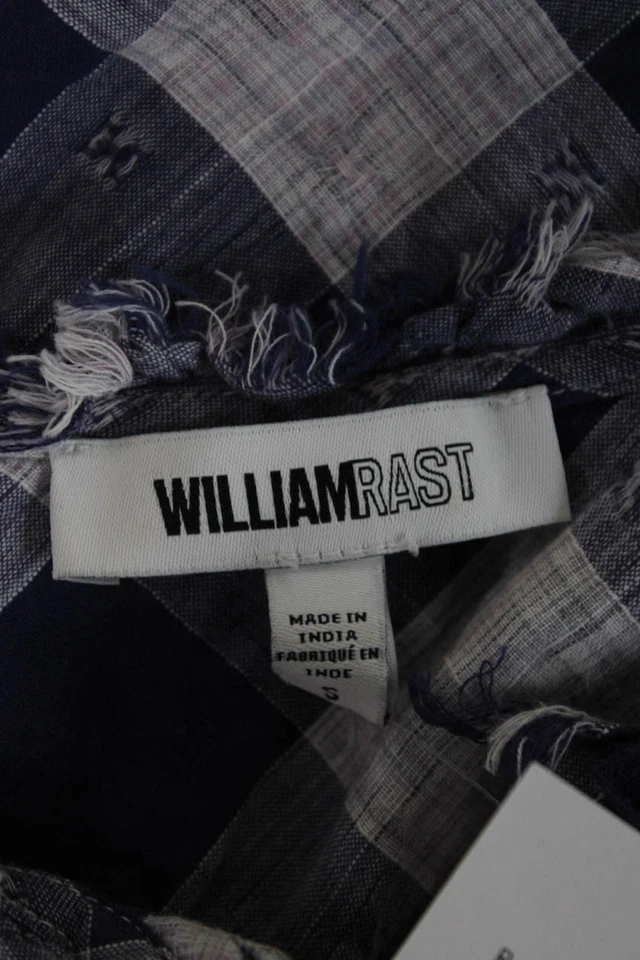 WILLIAMRAST
MADE IN
INDIA
FABRIQUÉ EN
INDE
S